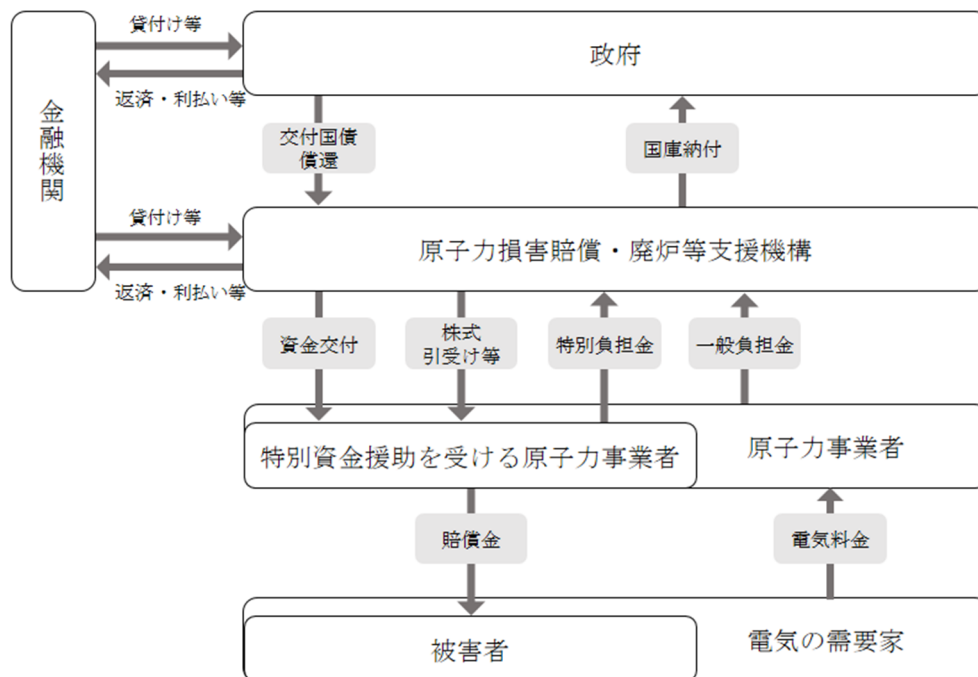 貸付け等
政府
返済・利払い等
金融機関
交付国債
償還
国庫納付
貸付け等
原子力損害賠償・廃炉等支援機構
返済・利払い等
資金交付
株式
引受け等
特別負担金
一般負担金
原子力事業者
特別資金援助を受ける原子力事業者
賠償金
電気料金
電気の需要家
被害者